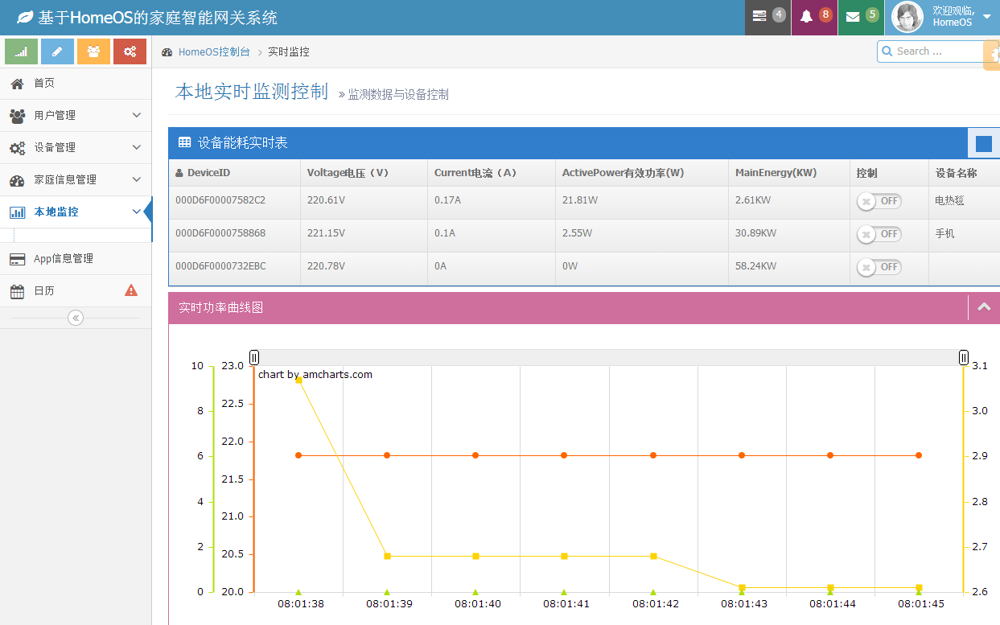 基于HomeOS的家庭智能网关系统
4
8
5
欢迎观临,
HomeOS
HomeOS控制台 > 实时监控
Search ...
首页
用户管理
设备管理
家庭信息管理
本地监控
App信息管理
日历
本地实时监测控制 » 监测数据与设备控制
设备能耗实时表
DeviceID Voltage电压（V） Current电流（A） ActivePower有效功率(W) MainEnergy(KW) 控制 设备名称
000D6F00007582C2 220.61V 0.17A 21.81W 2.61KW OFF 电热毯
000D6F0000758868 221.15V 0.1A 2.55W 30.89KW OFF 手机
000D6F0000732EBC 220.78V 0A 0W 58.24KW OFF
实时功率曲线图
chart by amcharts.com
10 23.0 3.1
22.5
8 3.0
22.0
6 2.9
21.5
4 2.8
21.0
2 20.5 2.7
0 20.0 2.6
08:01:38 08:01:39 08:01:40 08:01:41 08:01:42 08:01:43 08:01:44 08:01:45